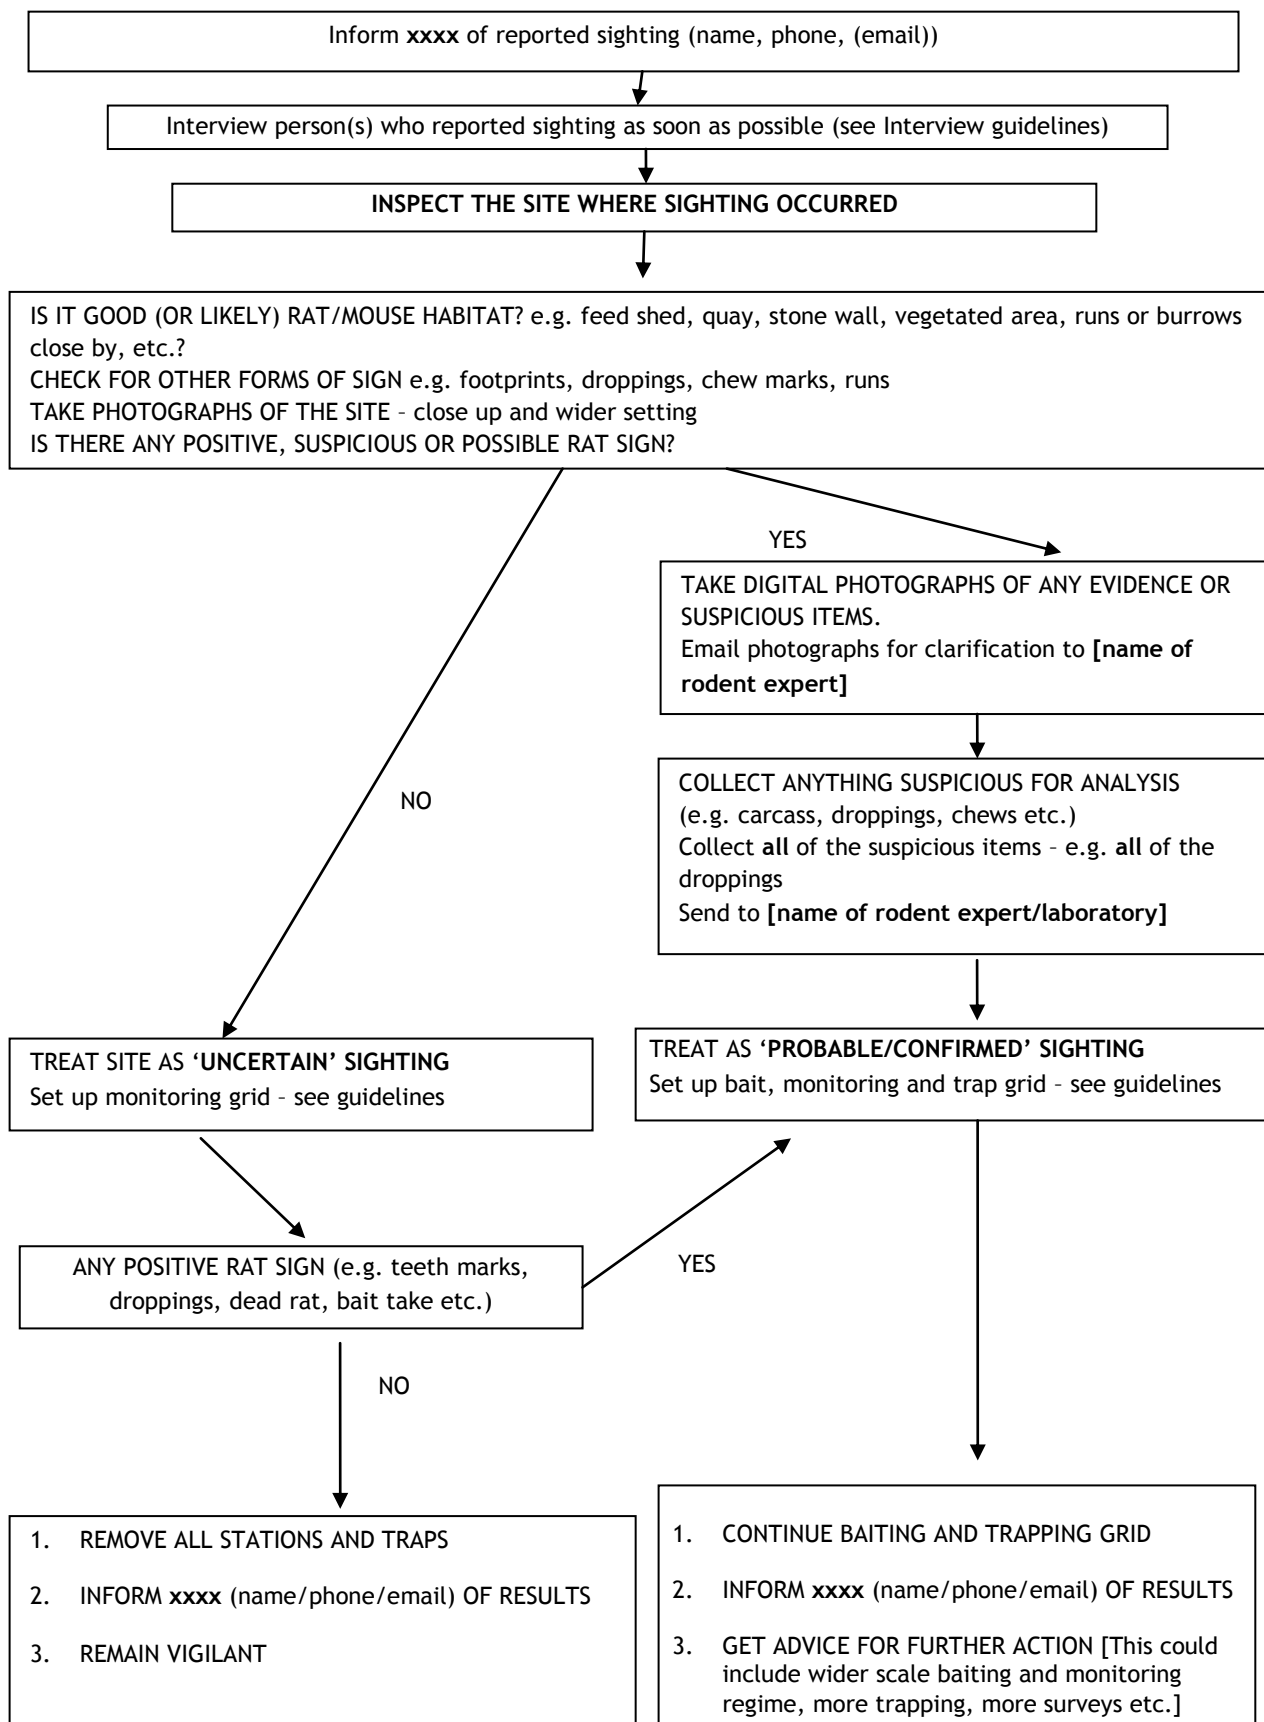 Inform xxxx of reported sighting (name, phone, (email))
Interview person(s) who reported sighting as soon as possible (see Interview guidelines)
INSPECT THE SITE WHERE SIGHTING OCCURRED
IS IT GOOD (OR LIKELY) RAT/MOUSE HABITAT? e.g. feed shed, quay, stone wall, vegetated area, runs or burrows
close by, etc.?
CHECK FOR OTHER FORMS OF SIGN e.g. footprints, droppings, chew marks, runs
TAKE PHOTOGRAPHS OF THE SITE – close up and wider setting
IS THERE ANY POSITIVE, SUSPICIOUS OR POSSIBLE RAT SIGN?
YES
TAKE DIGITAL PHOTOGRAPHS OF ANY EVIDENCE OR
SUSPICIOUS ITEMS.
Email photographs for clarification to [name of
rodent expert]
COLLECT ANYTHING SUSPICIOUS FOR ANALYSIS
(e.g. carcass, droppings, chews etc.)
Collect all of the suspicious items – e.g. all of the
droppings
Send to [name of rodent expert/laboratory]
NO
TREAT SITE AS ‘UNCERTAIN’ SIGHTING
Set up monitoring grid – see guidelines
TREAT AS ‘PROBABLE/CONFIRMED’ SIGHTING
Set up bait, monitoring and trap grid – see guidelines
ANY POSITIVE RAT SIGN (e.g. teeth marks,
droppings, dead rat, bait take etc.)
YES
NO
1. REMOVE ALL STATIONS AND TRAPS
2. INFORM xxxx (name/phone/email) OF RESULTS
3. REMAIN VIGILANT
1. CONTINUE BAITING AND TRAPPING GRID
2. INFORM xxxx (name/phone/email) OF RESULTS
3. GET ADVICE FOR FURTHER ACTION [This could
include wider scale baiting and monitoring
regime, more trapping, more surveys etc.]